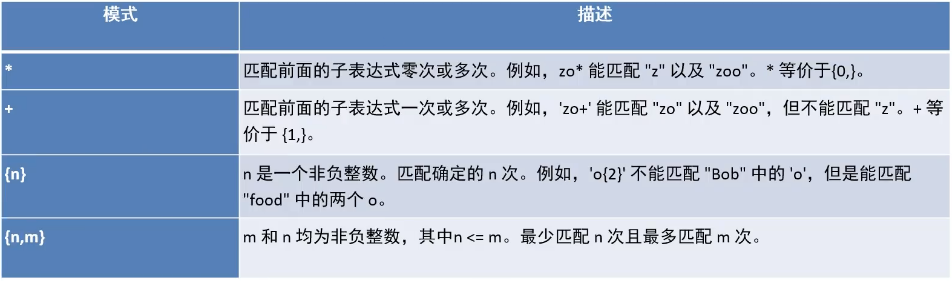 模式 描述
* 匹配前面的子表达式零次或多次。例如，zo* 能匹配 "z" 以及 "zoo"。* 等价于{0,}。
+ 匹配前面的子表达式一次或多次。例如，'zo+' 能匹配 "zo" 以及 "zoo"，但不能匹配 "z"。+ 等
价于 {1,}。
{n} n 是一个非负整数。匹配确定的 n 次。例如，'o{2}' 不能匹配 "Bob" 中的 'o'，但是能匹配
"food" 中的两个 o。
{n,m} m 和 n 均为非负整数，其中n <= m。最少匹配 n 次且最多匹配 m 次。